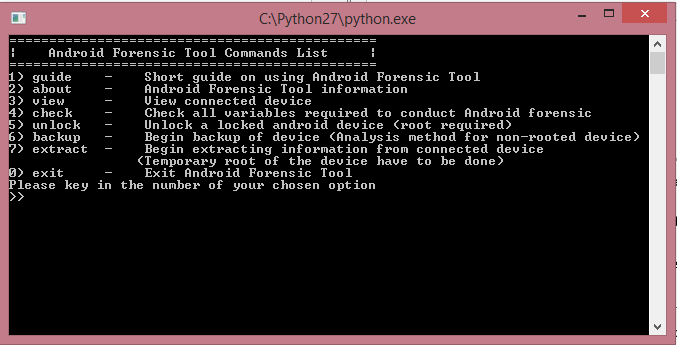 C:\Python27\python.exe
===============================================
¦    Android Forensic Tool Commands List      ¦
===============================================
1) guide    -    Short guide on using Android Forensic Tool
2) about    -    Android Forensic Tool information
3) view     -    View connected device
4) check    -    Check all variables required to conduct Android forensic
5) unlock   -    Unlock a locked android device (root required)
6) backup   -    Begin backup of device (Analysis method for non-rooted device)
7) extract  -    Begin extracting information from connected device
                (Temporary root of the device have to be done)
0) exit     -    Exit Android Forensic Tool
Please key in the number of your chosen option
>>